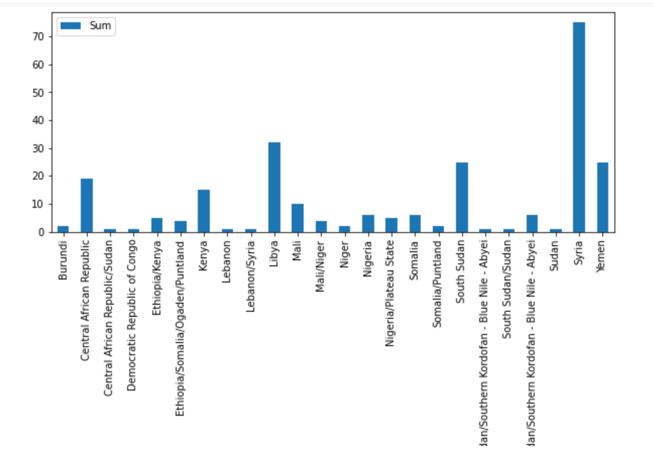 Sum
70
60
50
40
30
20
10
0
Burundi
Central African Republic
Central African Republic/Sudan
Democratic Republic of Congo
Ethiopia/Kenya
Ethiopia/Somalia/Ogaden/Puntland
Kenya
Lebanon
Lebanon/Syria
Libya
Mali
Mali/Niger
Niger
Nigeria
Nigeria/Plateau State
Somalia
Somalia/Puntland
South Sudan
dan/Southern Kordofan - Blue Nile - Abyei
South Sudan/Sudan
dan/Southern Kordofan - Blue Nile - Abyei
Sudan
Syria
Yemen